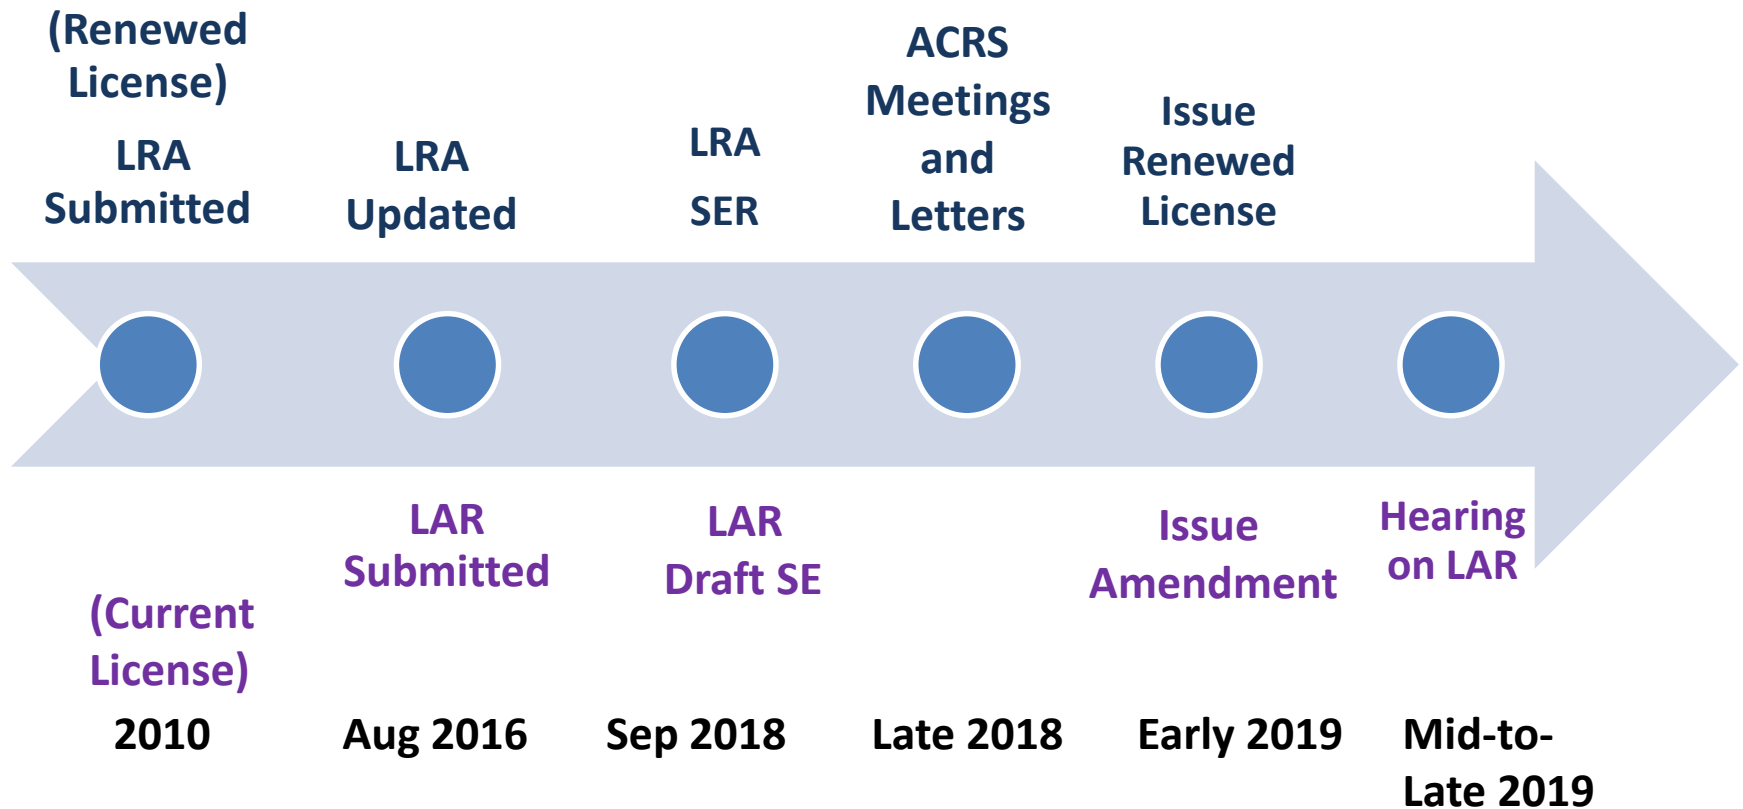 (Renewed
License)
LRA
Submitted
LRA
Updated
LRA
SER
ACRS
Meetings
and
Letters
Issue
Renewed
License
(Current
License)
LAR
Submitted
LAR
Draft SE
Issue
Amendment
Hearing
on LAR
2010
Aug 2016
Sep 2018
Late 2018
Early 2019
Mid-to-
Late 2019